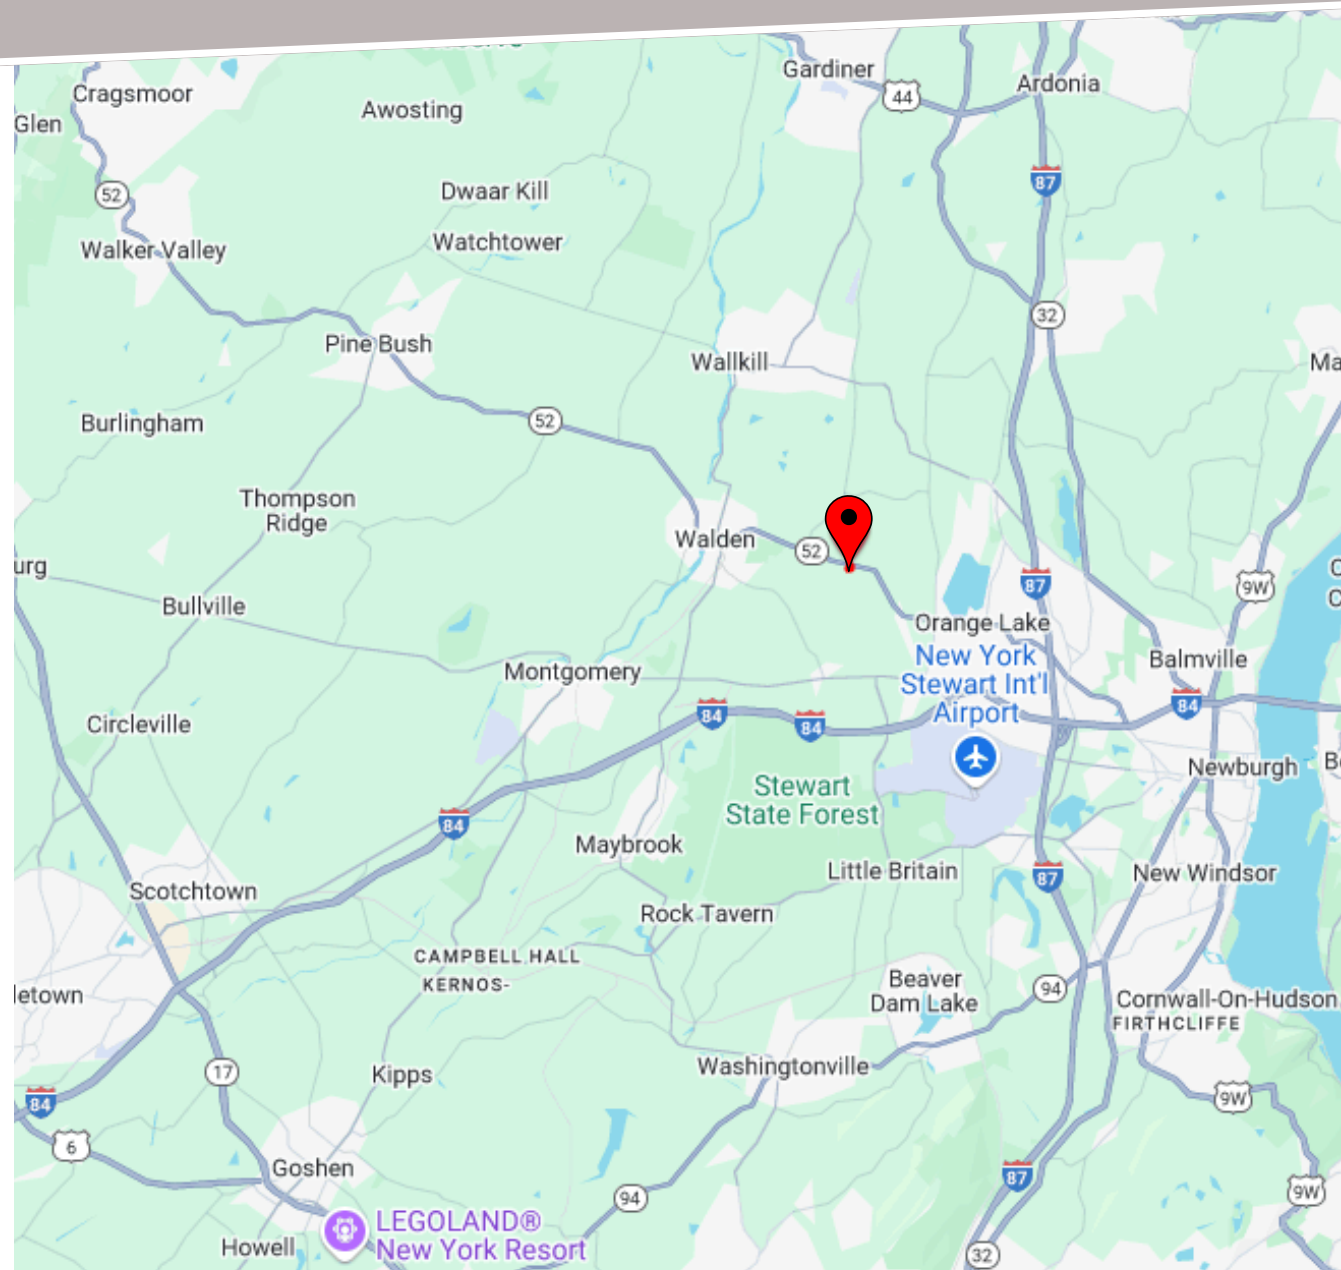 Gardiner
Ardonia
Cragsmoor
44
Awosting
Glen
87
Dwaar Kill
52
Watchtower
Walker Valley
32
Pine Bush
Wallkill
Ma
Burlingham
52
Thompson
Ridge
Walden
52
urg
87
9W
C
C
Bullville
Orange Lake
New York
Stewart Int'l
Airport
Balmville
Montgomery
84
84
84
Circleville
Newburgh
B
Stewart
State Forest
84
Maybrook
Little Britain
87
New Windsor
Scotchtown
Rock Tavern
CAMPBELL HALL
KERNOS-
Beaver
Dam Lake
94
letown
Cornwall-On-Hudson
FIRTHCLIFFE
17
Kipps
Washingtonville
84
9W
6
Goshen
87
9W
94
LEGOLAND®
New York Resort
Howell
32